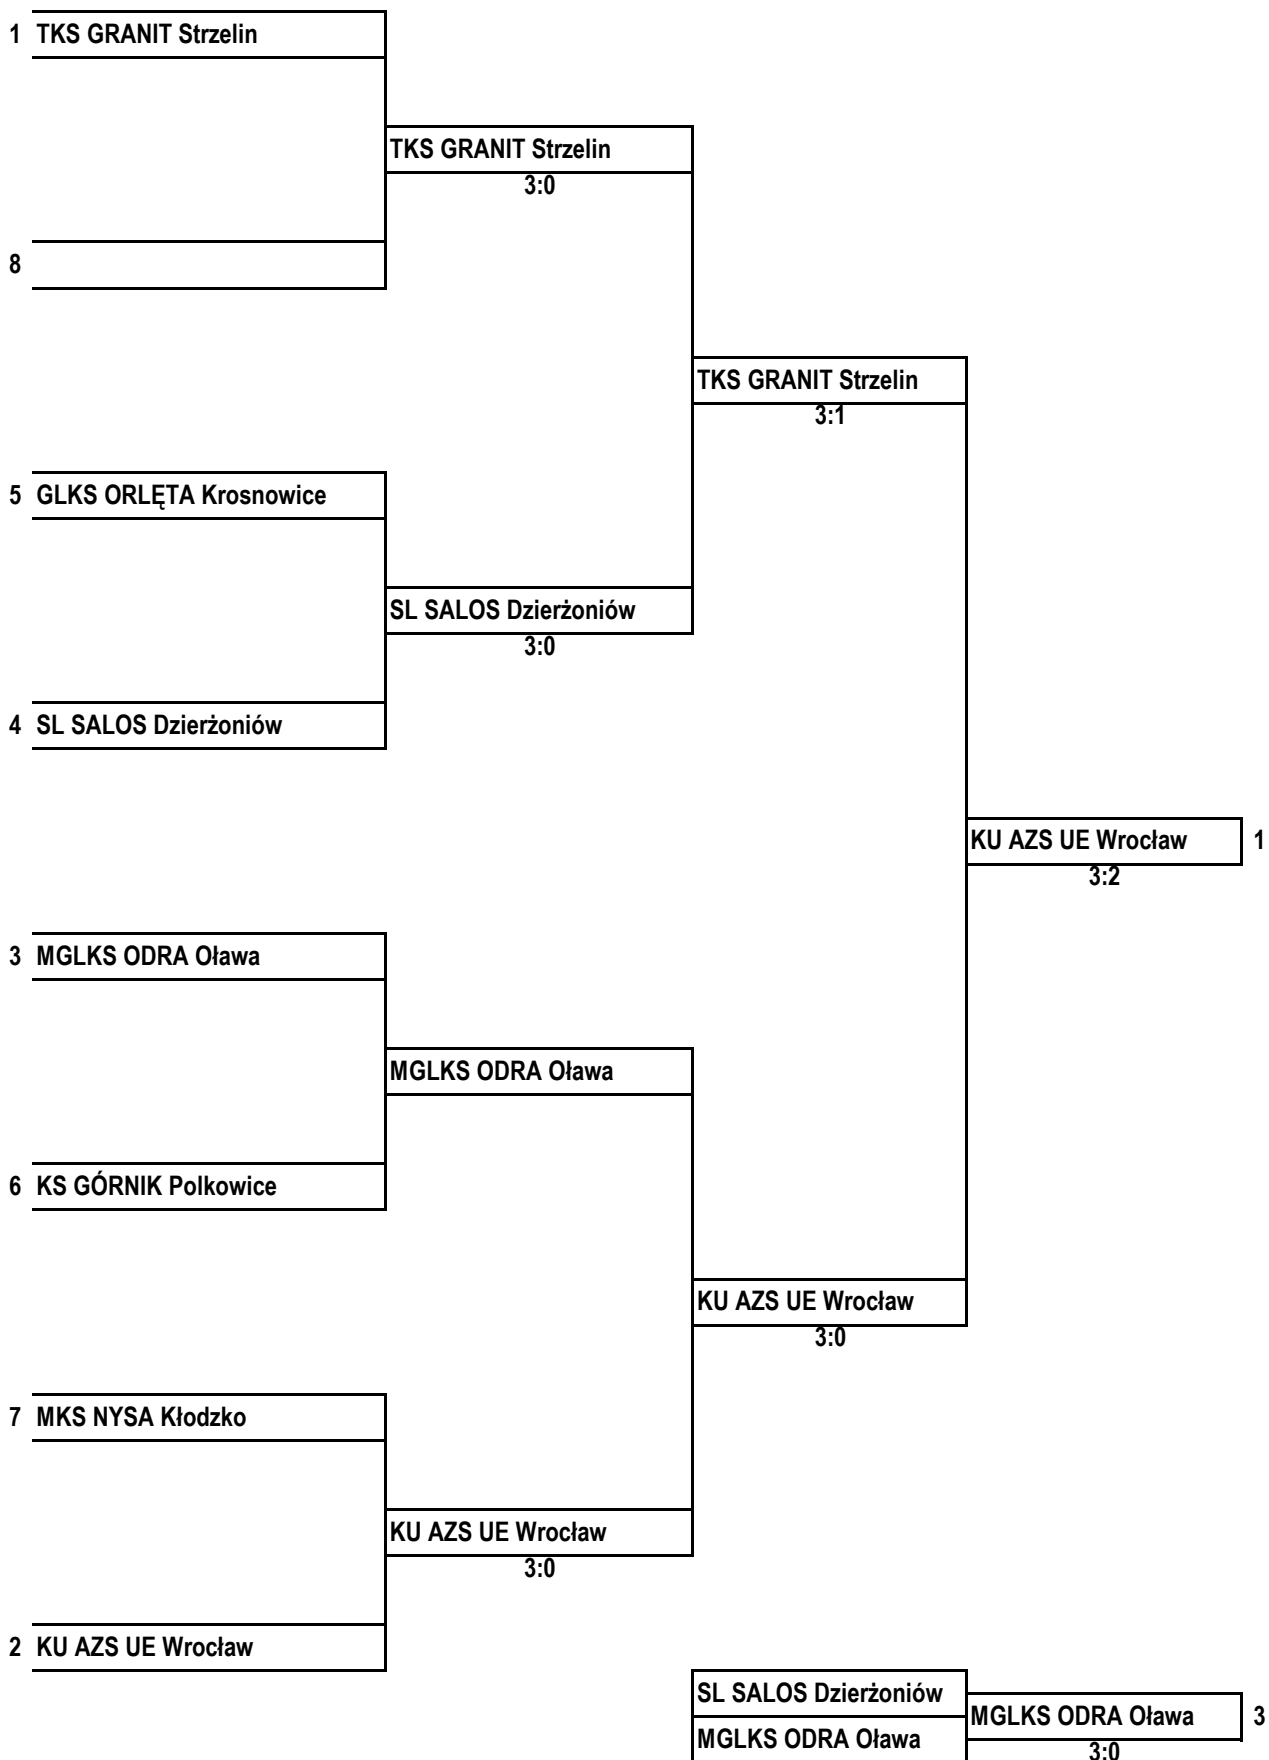 1 TKS GRANIT Strzelin
TKS GRANIT Strzelin
3:0
8
TKS GRANIT Strzelin
3:1
5 GLKS ORLĘTA Krosnowice
SL SALOS Dzierżoniów
3:0
4 SL SALOS Dzierżoniów
KU AZS UE Wrocław 1
3:2
3 MGLKS ODRA Oława
MGLKS ODRA Oława
6 KS GÓRNIK Polkowice
KU AZS UE Wrocław
3:0
7 MKS NYSA Kłodzko
KU AZS UE Wrocław
3:0
2 KU AZS UE Wrocław
SL SALOS Dzierżoniów
MGLKS ODRA Oława 3
MGLKS ODRA Oława
3:0